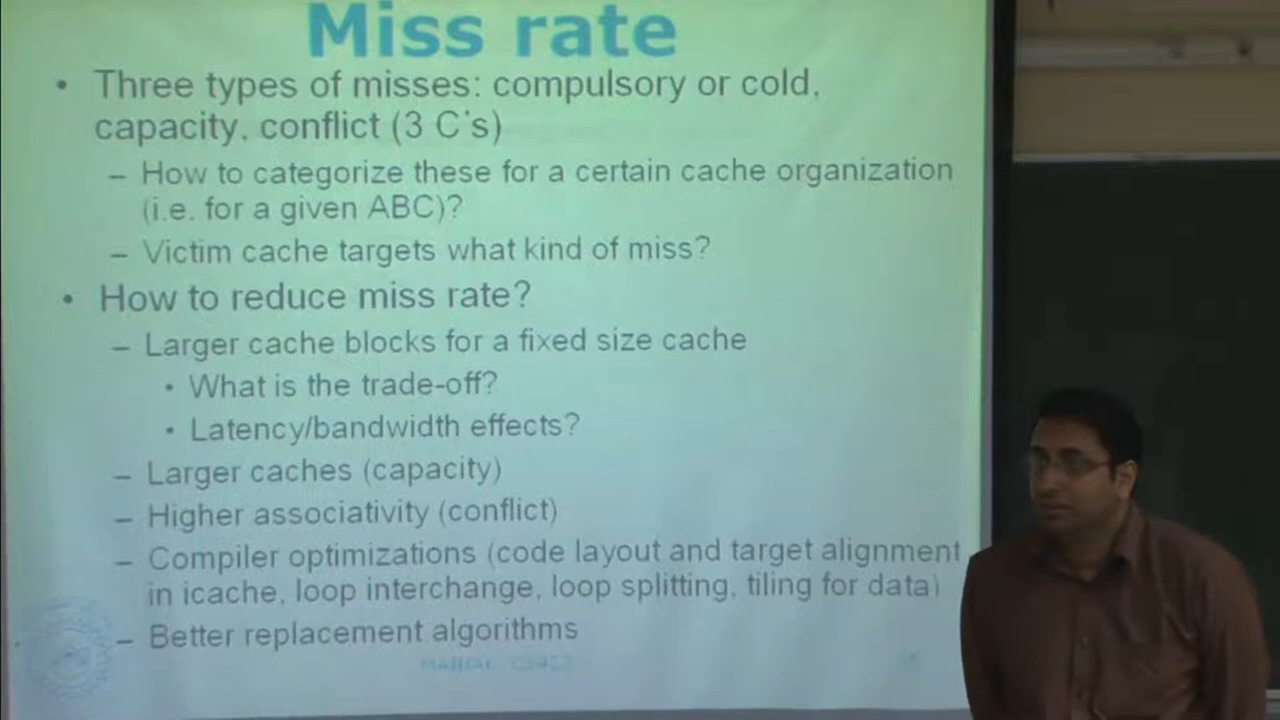 Miss rate
• Three types of misses: compulsory or cold,
capacity, conflict (3 C's)
– How to categorize these for a certain cache organization
(i.e. for a given ABC)?
– Victim cache targets what kind of miss?
• How to reduce miss rate?
– Larger cache blocks for a fixed size cache
• What is the trade-off?
• Latency/bandwidth effects?
– Larger caches (capacity)
– Higher associativity (conflict)
– Compiler optimizations (code layout and target alignment
in icache, loop interchange, loop splitting, tiling for data)
– Better replacement algorithms